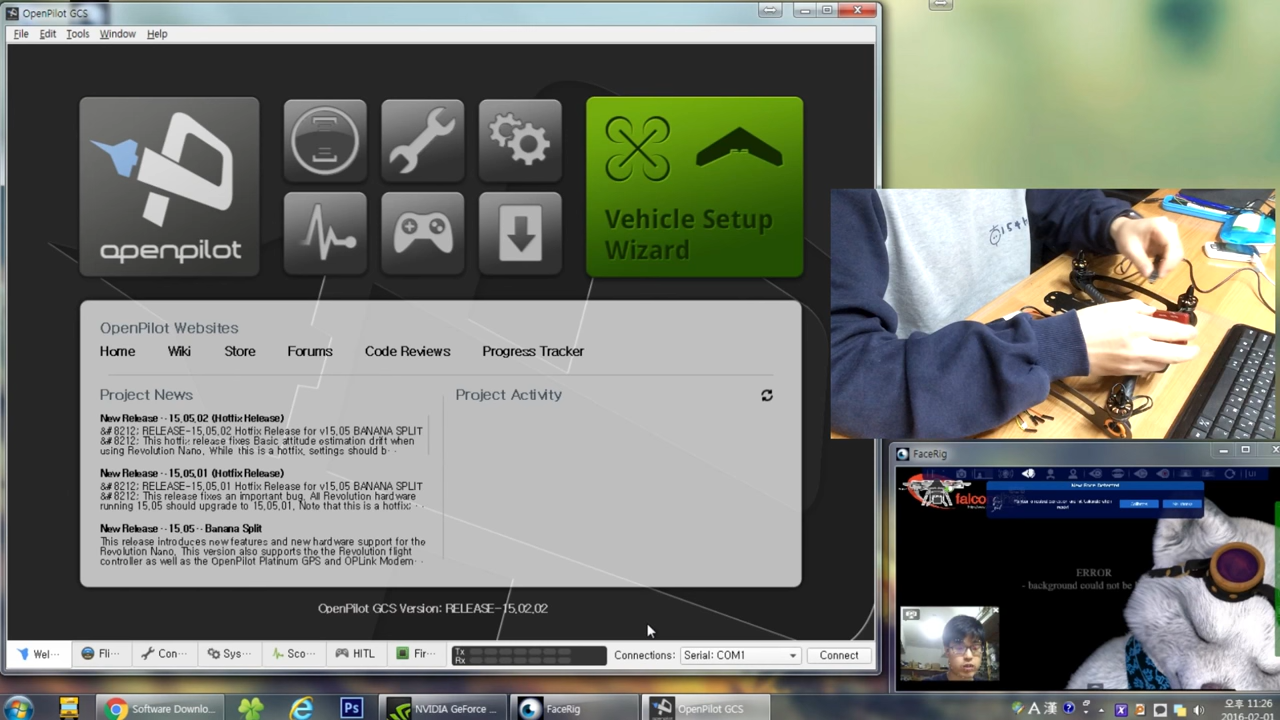 OpenPilot GCS
File Edit Tools Window Help
openpilot
Vehicle Setup
Wizard
OpenPilot Websites
Home Wiki Store Forums Code Reviews Progress Tracker
Project News
Project Activity
New Release - 15.05.02 (Hotfix Release)
&#8212; RELEASE-15.05.02 Hotfix Release for v15.05 BANANA SPLIT
&#8212; This hotfix release fixes Basic attitude estimation drift when
using Revolution Nano. While this is a hotfix, settings should b···
New Release - 15.05.01 (Hotfix Release)
&#8212; RELEASE-15.05.01 Hotfix Release for v15.05 BANANA SPLIT
&#8212; This release fixes an important bug. All Revolution hardware
running 15.05 should upgrade to 15.05.01. Note that this is a hotfix···
New Release - 15.05 - Banana Split
This release introduces new features and new hardware support for the
Revolution Nano. This version also supports the the Revolution flight
controller as well as the OpenPilot Platinum GPS and OPLink Modem···
OpenPilot GCS Version: RELEASE-15.02.02
Wel··· Fli··· Con··· Sys··· Sco··· HITL Fir···
Tx
Rx
Connections: Serial: COM1 Connect
FaceRig
falco
New Face Detected
ERROR
- background could not be
Software Downlo... Ps NVIDIA GeForce ... FaceRig OpenPilot GCS
A 漢
오후 11:26
2016-02-01